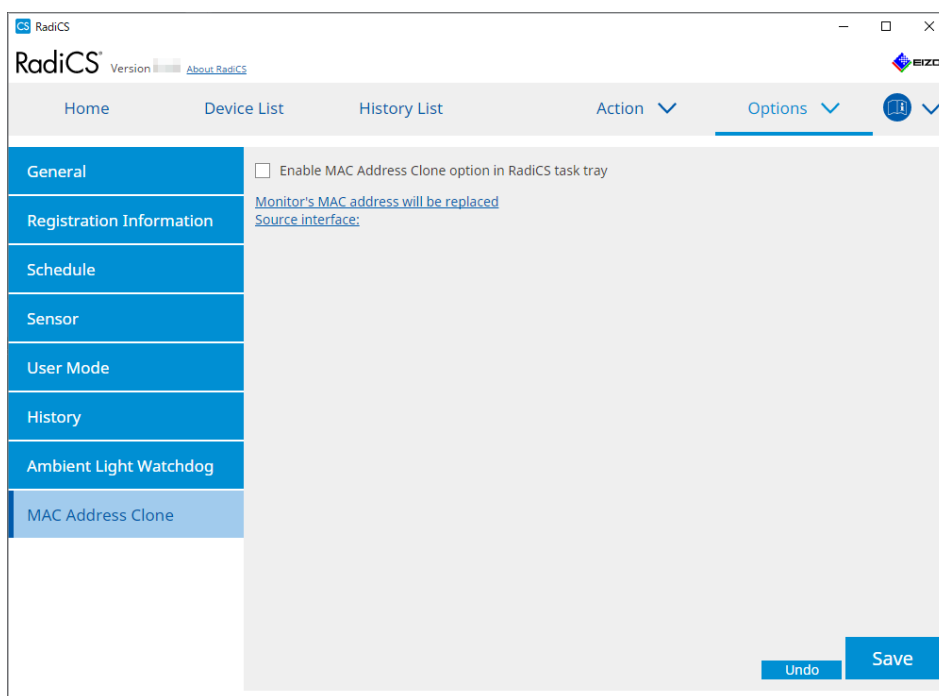 CS RadiCS
RadiCS® Version About RadiCS
EIZO
Home Device List History List Action Options
General
Registration Information
Schedule
Sensor
User Mode
History
Ambient Light Watchdog
MAC Address Clone
Enable MAC Address Clone option in RadiCS task tray
Monitor's MAC address will be replaced
Source interface:
Undo
Save